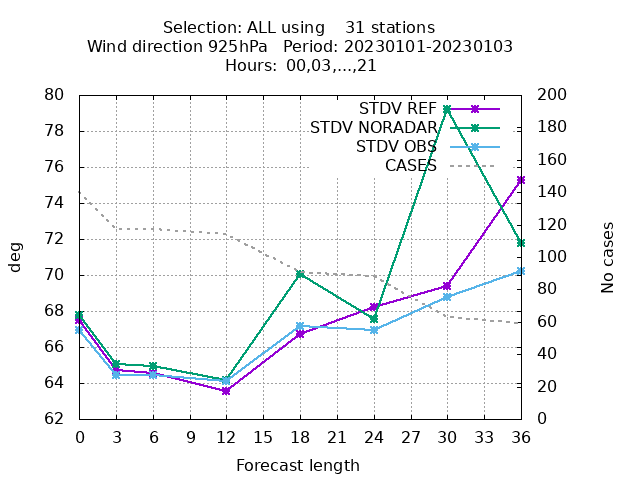 Selection: ALL using    31 stations
Wind direction 925hPa   Period: 20230101-20230103
Hours: 00,03,...,21
80 200
STDV REF
STDV NORADAR
STDV OBS
CASES
78 180
76 160
74 140
72 120
deg
No cases
70 100
68 80
66 60
64 40
20
62 0
0 3 6 9 12 15 18 21 24 27 30 33 36
Forecast length